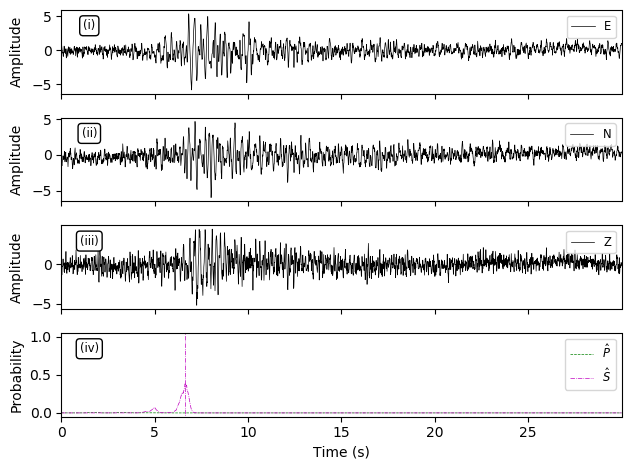 (i)
E
Amplitude
5
0
−5
(ii)
N
Amplitude
5
0
−5
(iii)
Z
Amplitude
0
−5
(iv)
P̂
Ŝ
Probability
1.0
0.5
0.0
0 5 10 15 20 25
Time (s)